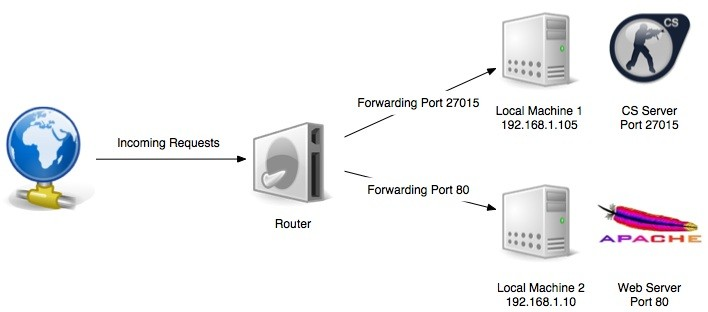 Incoming Requests
Router
Forwarding Port 27015
Forwarding Port 80
Local Machine 1
192.168.1.105
CS
CS Server
Port 27015
Local Machine 2
192.168.1.10
APACHE
Web Server
Port 80